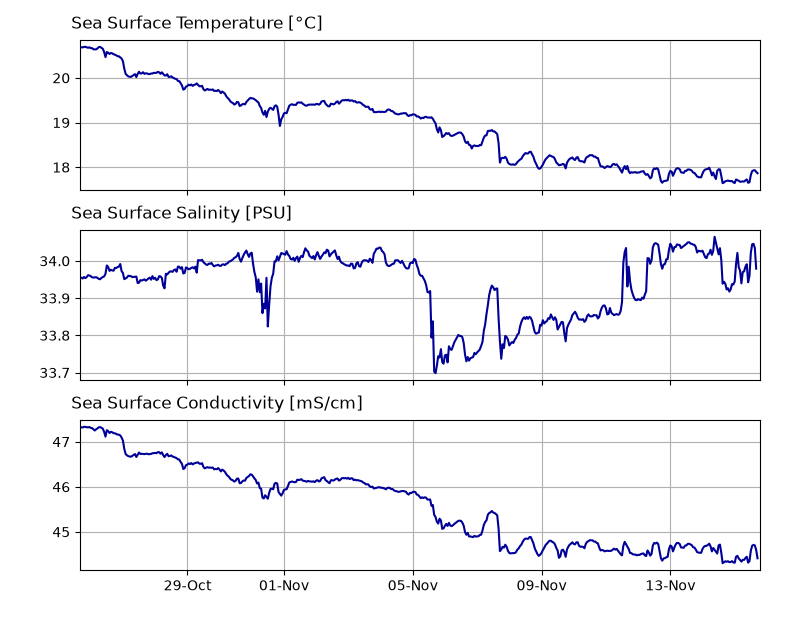 Sea Surface Temperature [°C]
20
19
18
Sea Surface Salinity [PSU]
34.0
33.9
33.8
33.7
Sea Surface Conductivity [mS/cm]
47
46
45
29-Oct 01-Nov 05-Nov 09-Nov 13-Nov